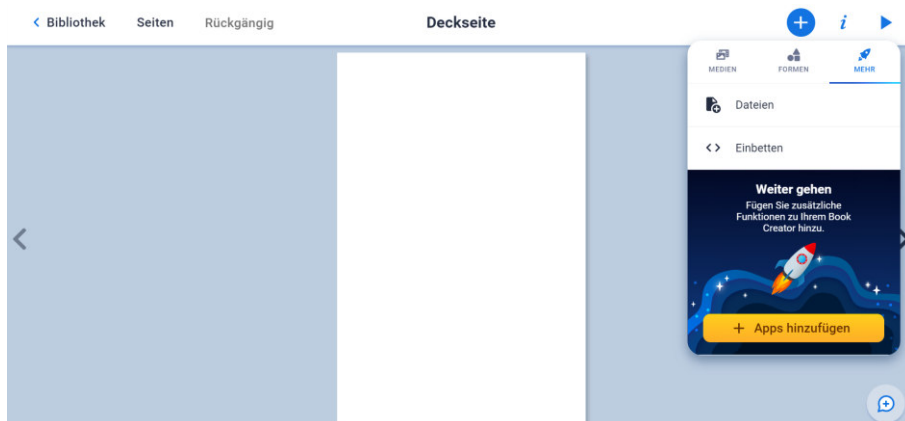 Bibliothek Seiten Rückgängig Deckseite
MEDIEN FORMEN MEHR
Dateien
Einbetten
Weiter gehen
Fügen Sie zusätzliche
Funktionen zu Ihrem Book
Creator hinzu.
+ Apps hinzufügen